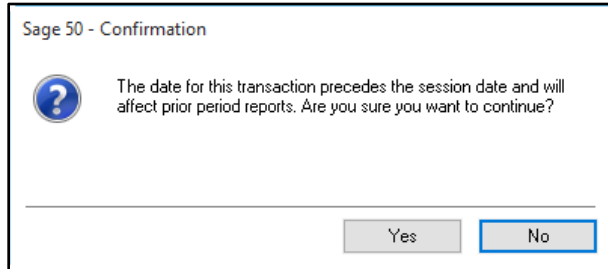 Sage 50 - Confirmation
The date for this transaction precedes the session date and will
affect prior period reports. Are you sure you want to continue?
Yes No